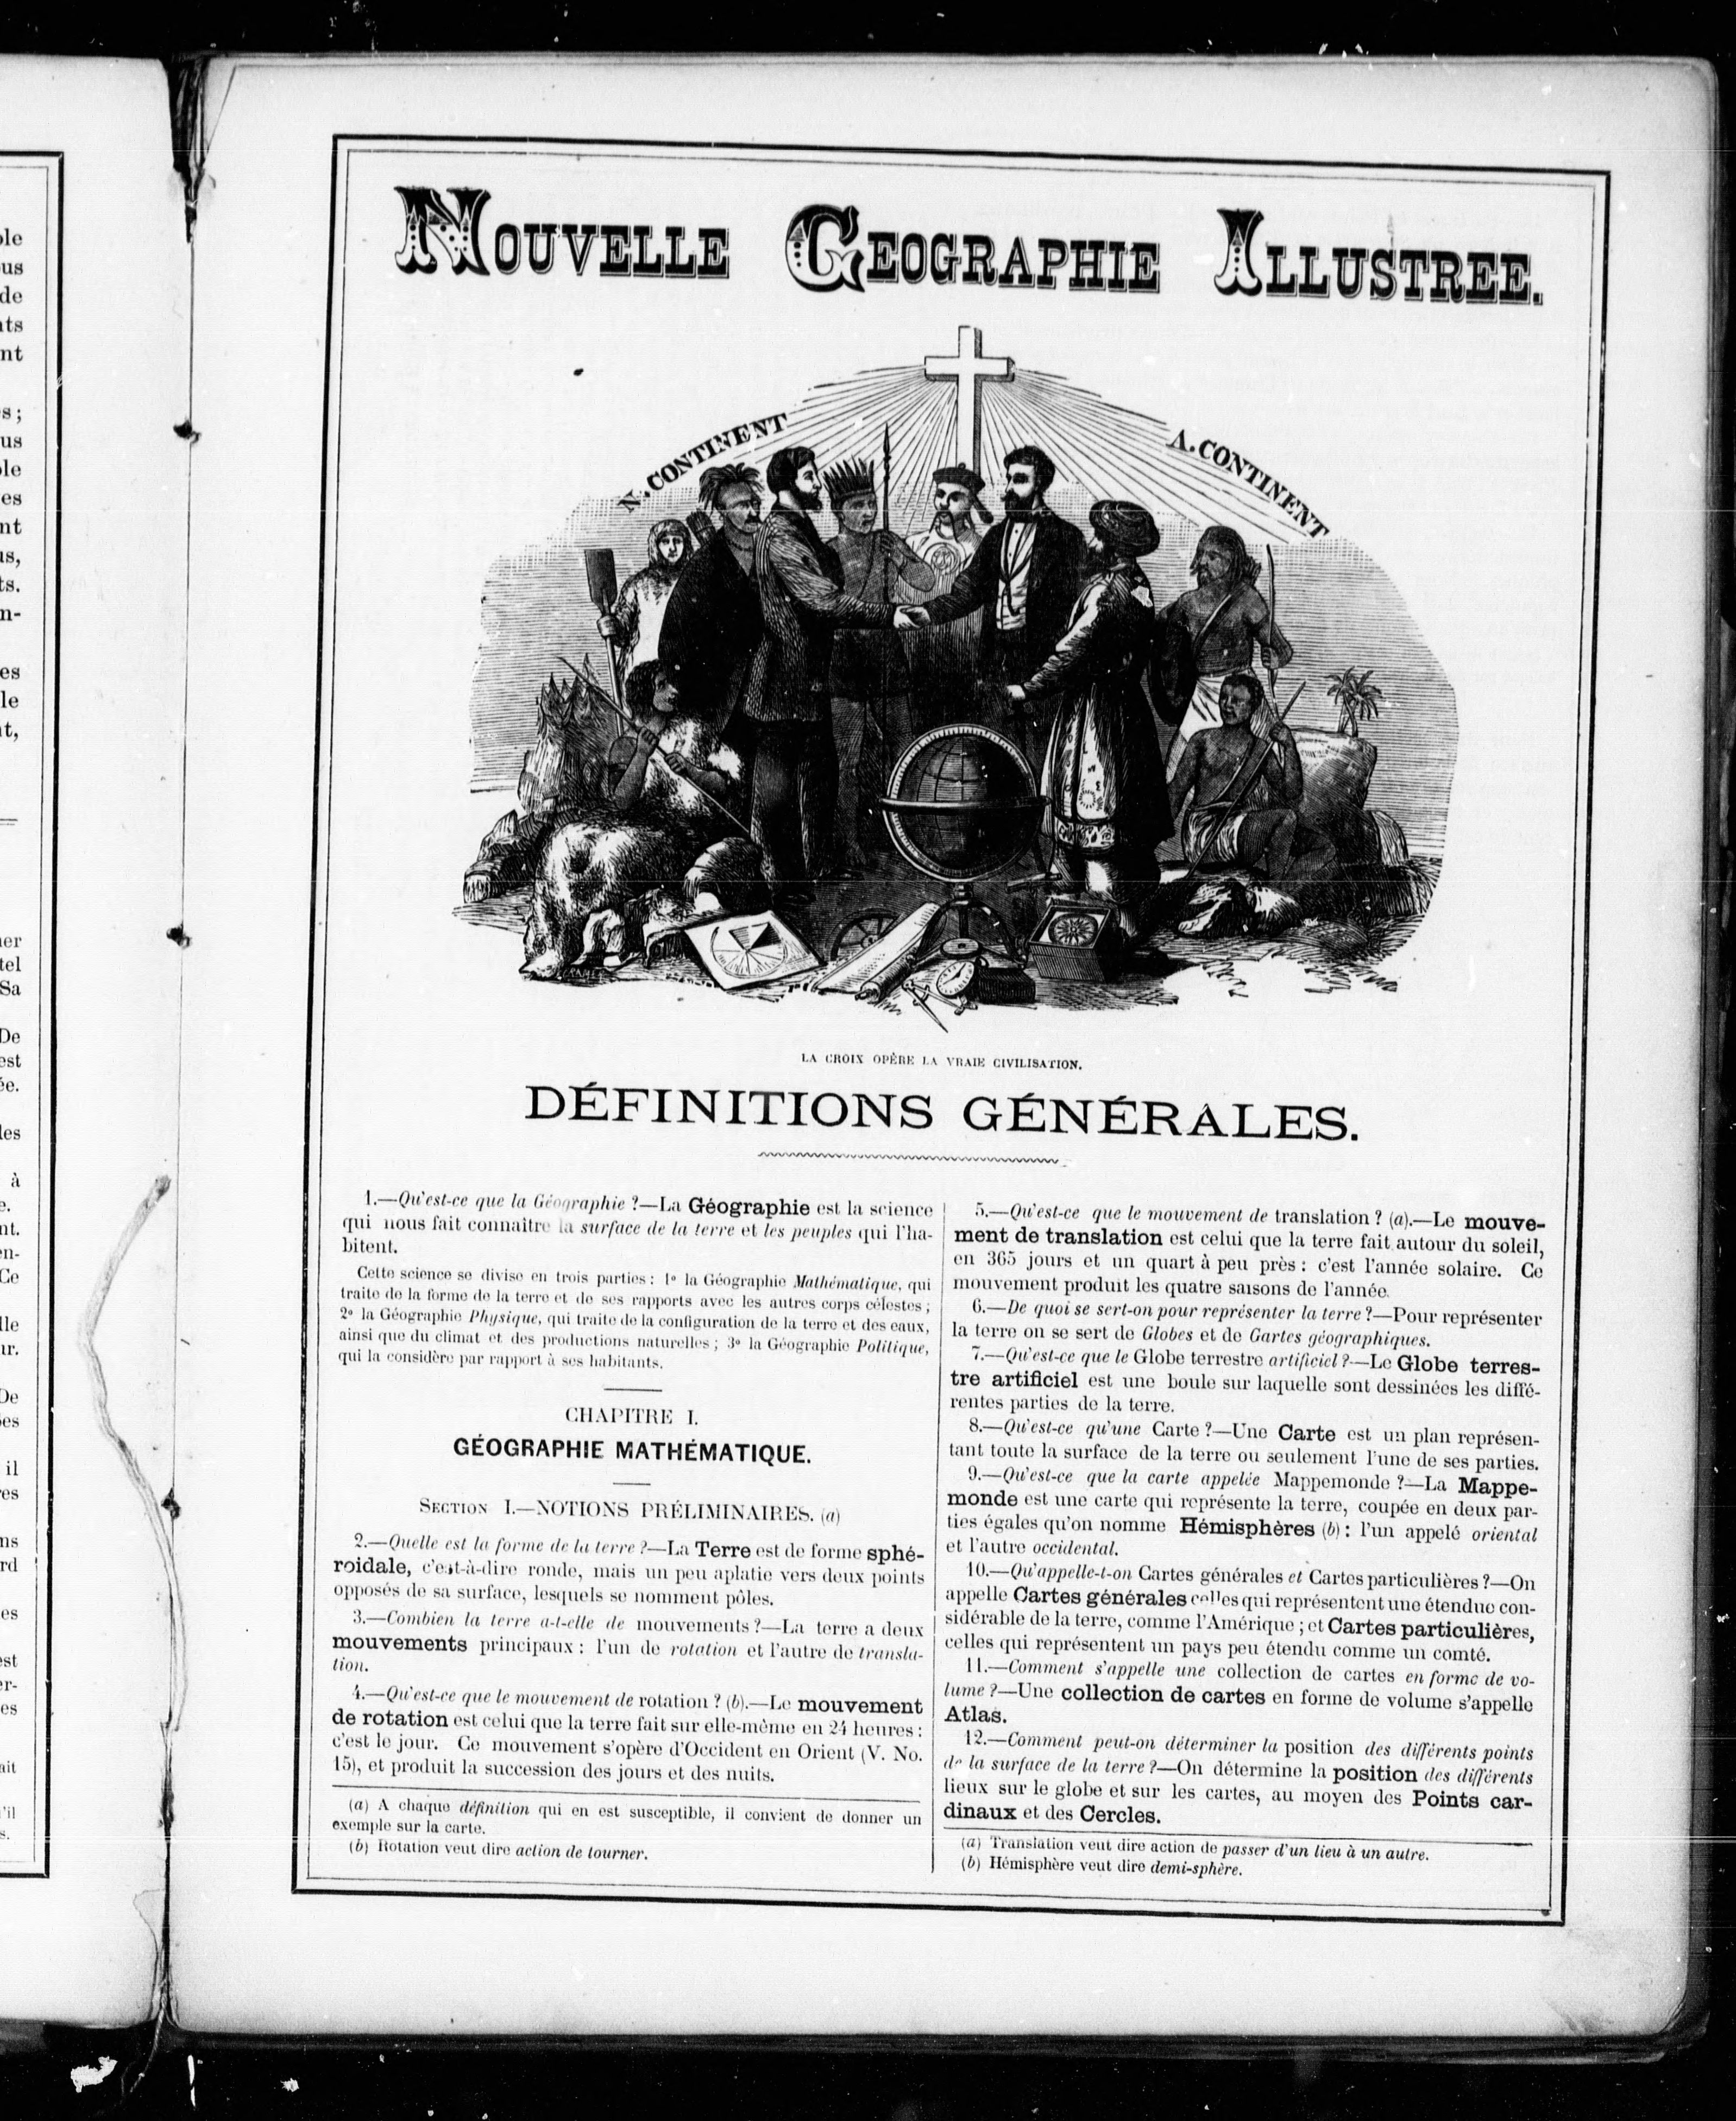 NOUVELLE GEOGRAPHIE ILLUSTREE.
N. CONTINENT
A. CONTINENT
LA CROIX OPÈRE LA VRAIE CIVILISATION.
DÉFINITIONS GÉNÉRALES.
1.—Qu'est-ce que la Géographie ?—La Géographie est la science
qui nous fait connaître la surface de la terre et les peuples qui l'ha-
bitent.
Cette science se divise en trois parties : 1º la Géographie Mathématique, qui
traite de la forme de la terre et de ses rapports avec les autres corps célestes ;
2º la Géographie Physique, qui traite de la configuration de la terre et des eaux,
ainsi que du climat et des productions naturelles ; 3º la Géographie Politique,
qui la considère par rapport à ses habitants.
CHAPITRE I.
GÉOGRAPHIE MATHÉMATIQUE.
SECTION I.—NOTIONS PRÉLIMINAIRES. (a)
2.—Quelle est la forme de la terre ?—La Terre est de forme sphé-
roidale, c'est-à-dire ronde, mais un peu aplatie vers deux points
opposés de sa surface, lesquels se nomment pôles.
3.—Combien la terre a-t-elle de mouvements ?—La terre a deux
mouvements principaux : l'un de rotation et l'autre de transla-
tion.
4.—Qu'est-ce que le mouvement de rotation ? (b).—Le mouvement
de rotation est celui que la terre fait sur elle-même en 24 heures :
c'est le jour. Ce mouvement s'opère d'Occident en Orient (V. No.
15), et produit la succession des jours et des nuits.
(a) A chaque définition qui en est susceptible, il convient de donner un
exemple sur la carte.
(b) Rotation veut dire action de tourner.
5.—Qu'est-ce que le mouvement de translation ? (a).—Le mouve-
ment de translation est celui que la terre fait autour du soleil,
en 365 jours et un quart à peu près : c'est l'année solaire. Ce
mouvement produit les quatre saisons de l'année.
6.—De quoi se sert-on pour représenter la terre ?—Pour représenter
la terre on se sert de Globes et de Cartes géographiques.
7.—Qu'est-ce que le Globe terrestre artificiel ?—Le Globe terres-
tre artificiel est une boule sur laquelle sont dessinées les diffé-
rentes parties de la terre.
8.—Qu'est-ce qu'une Carte ?—Une Carte est un plan représen-
tant toute la surface de la terre ou seulement l'une de ses parties.
9.—Qu'est-ce que la carte appelée Mappemonde ?—La Mappe-
monde est une carte qui représente la terre, coupée en deux par-
ties égales qu'on nomme Hémisphères (b) : l'un appelé oriental
et l'autre occidental.
10.—Qu'appelle-t-on Cartes générales et Cartes particulières ?—On
appelle Cartes générales celles qui représentent une étendue con-
sidérable de la terre, comme l'Amérique ; et Cartes particulières,
celles qui représentent un pays peu étendu comme un comté.
11.—Comment s'appelle une collection de cartes en forme de vo-
lume ?—Une collection de cartes en forme de volume s'appelle
Atlas.
12.—Comment peut-on déterminer la position des différents points
de la surface de la terre ?—On détermine la position des différents
lieux sur le globe et sur les cartes, au moyen des Points car-
dinaux et des Cercles.
(a) Translation veut dire action de passer d'un lieu à un autre.
(b) Hémisphère veut dire demi-sphère.